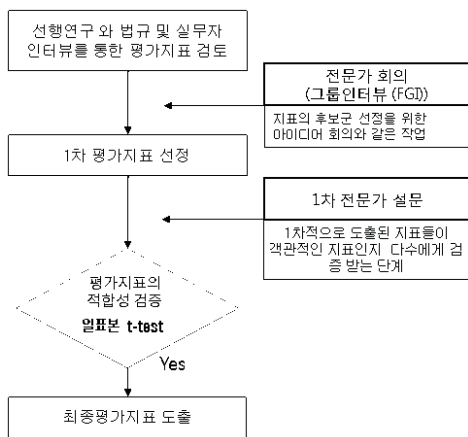 선행연구 와 법규 및 실무자
인터뷰를 통한 평가지표 검토
전문가 회의
(그룹인터뷰 (FGI))
지표의 후보군 선정을 위한
아이디어 회의와 같은 작업
1차 평가지표 선정
1차 전문가 설문
1차적으로 도출된 지표들이
객관적인 지표인지 다수에게 검
증 받는 단계
평가지표의
적합성 검증
일표본 t-test
Yes
최종평가지표 도출